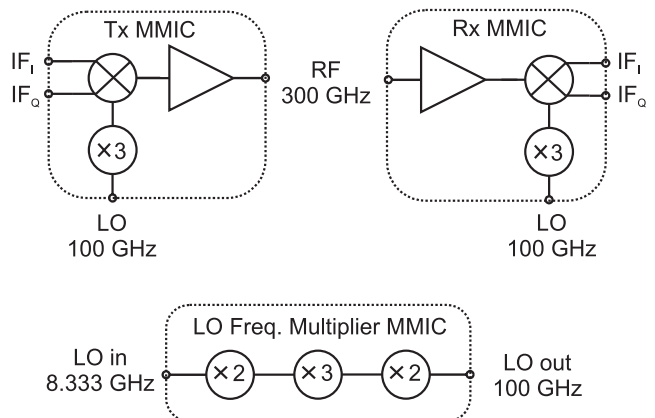 Tx MMIC
IF_I
IF_Q
×3
LO
100 GHz
RF
300 GHz
Rx MMIC
IF_I
IF_Q
×3
LO
100 GHz
LO Freq. Multiplier MMIC
LO in
8.333 GHz
×2
×3
×2
LO out
100 GHz